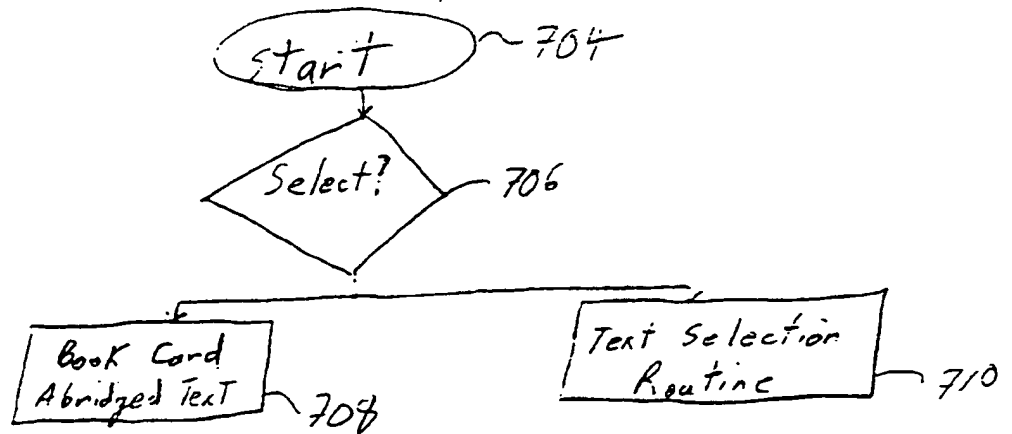 start
704
Select?
706
Book Card
Abridged Text
708
Text Selection
Routine
710